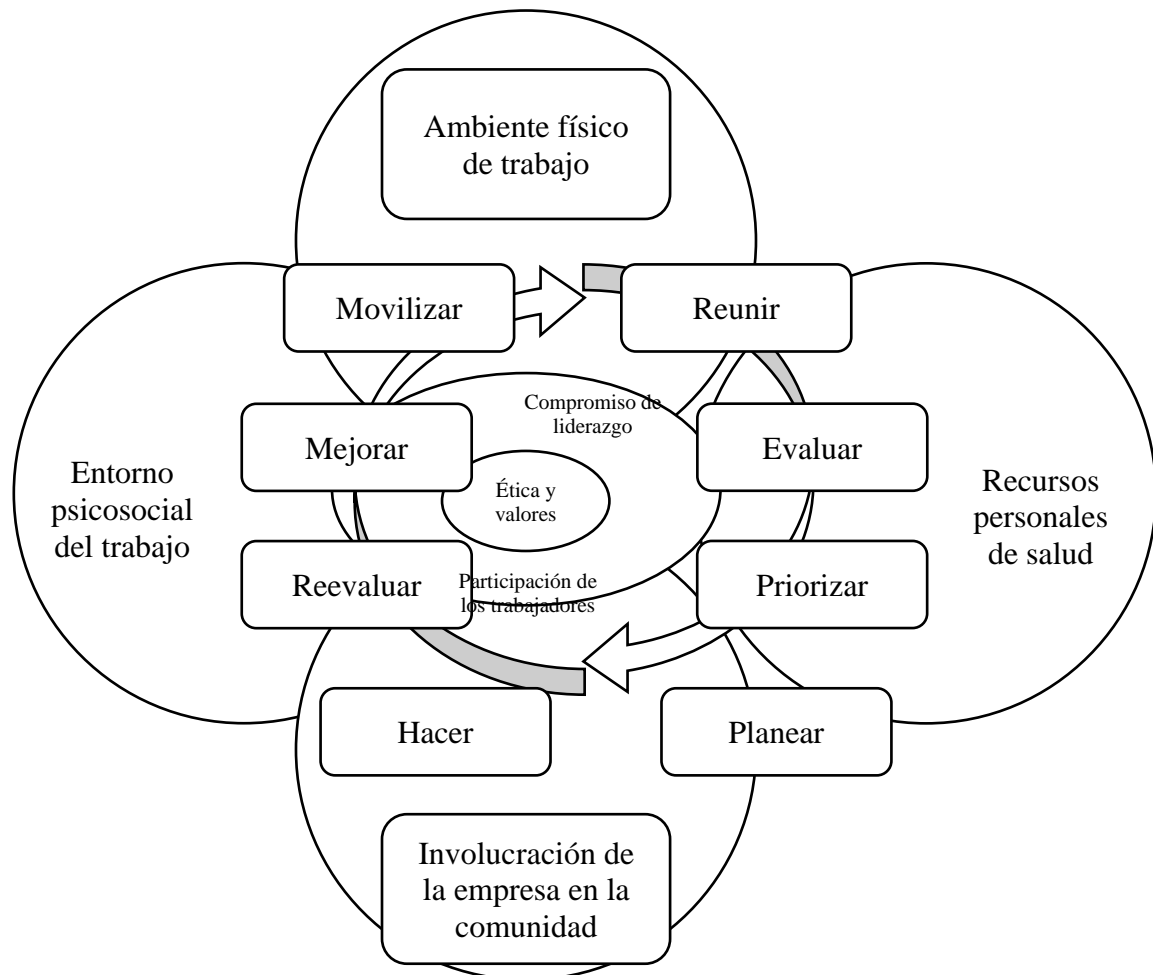 Ambiente físico
de trabajo
Movilizar
Reunir
Compromiso de
liderazgo
Mejorar
Evaluar
Entorno
psicosocial
del trabajo
Ética y
valores
Recursos
personales
de salud
Reevaluar
Participación de
los trabajadores
Priorizar
Hacer
Planear
Involucración de
la empresa en la
comunidad